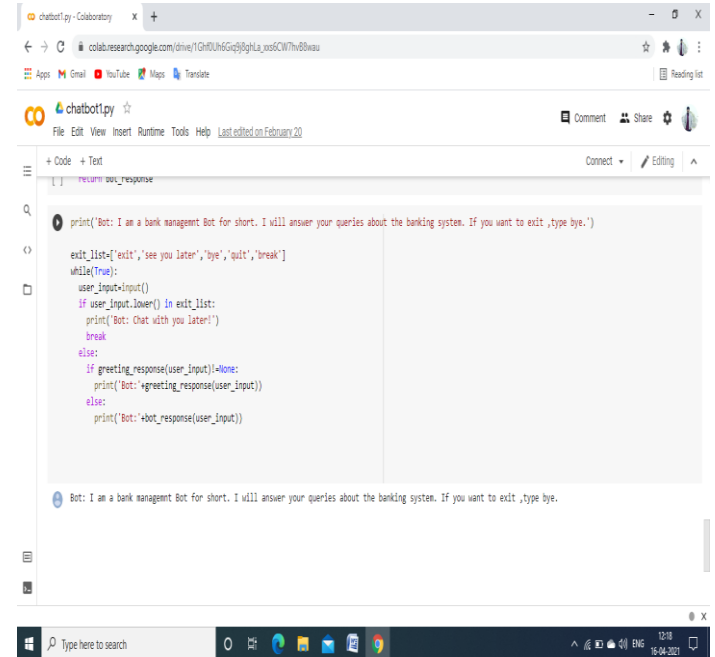 chatbot1.py - Colaboratory
colab.research.google.com/drive/1Ghf0Uh6Giq9j8ghLa_xxs6CW7hvB8wau
Apps Gmail YouTube Maps Translate Reading list
chatbot1.py
Comment Share
File Edit View Insert Runtime Tools Help Last edited on February 20
+ Code + Text Connect Editing
[ ] return bot_response
print('Bot: I am a bank managemnt Bot for short. I will answer your queries about the banking system. If you want to exit ,type bye.')
exit_list=['exit','see you later','bye','quit','break']
while(True):
user_input=input()
if user_input.lower() in exit_list:
print('Bot: Chat with you later!')
break
else:
if greeting_response(user_input)!=None:
print('Bot:'+greeting_response(user_input))
else:
print('Bot:'+bot_response(user_input))
Bot: I am a bank managemnt Bot for short. I will answer your queries about the banking system. If you want to exit ,type bye.
Type here to search
ENG
12:18
16-04-2021